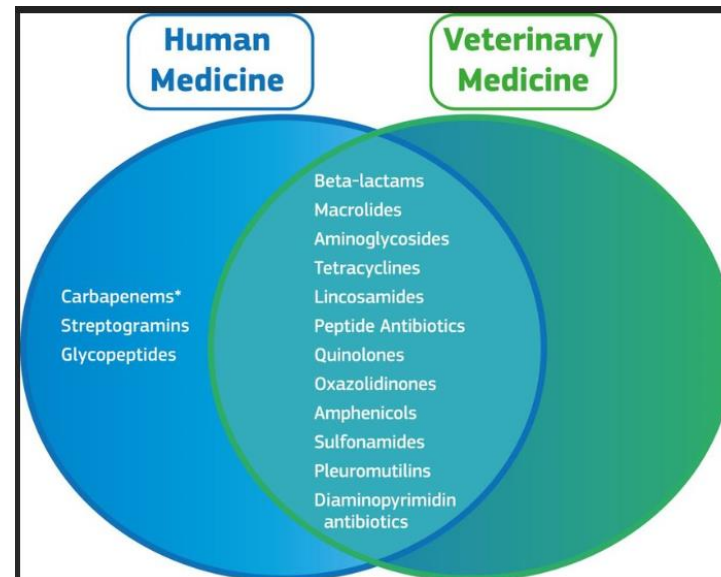 Human
Medicine
Veterinary
Medicine
Carbapenems*
Streptogramins
Glycopeptides
Beta-lactams
Macrolides
Aminoglycosides
Tetracyclines
Lincosamides
Peptide Antibiotics
Quinolones
Oxazolidinones
Amphenicols
Sulfonamides
Pleuromutilins
Diaminopyrimidin
antibiotics